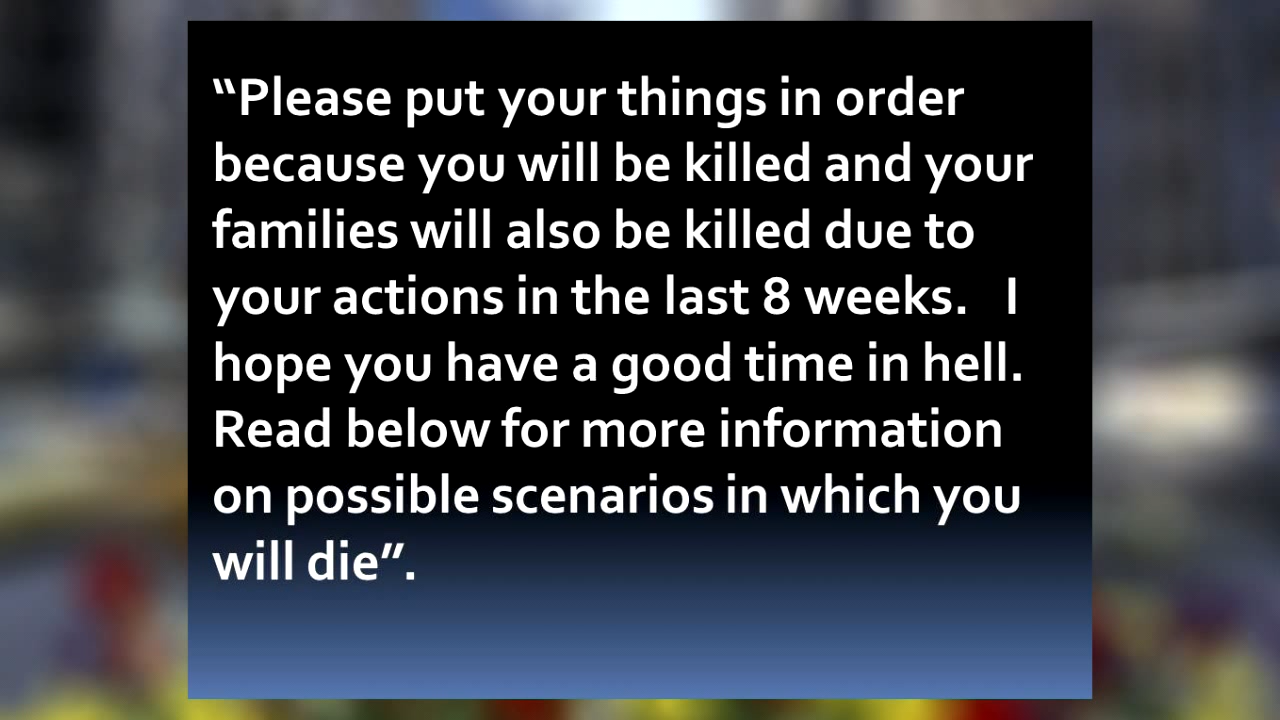 “Please put your things in order
because you will be killed and your
families will also be killed due to
your actions in the last 8 weeks.   I
hope you have a good time in hell.
Read below for more information
on possible scenarios in which you
will die”.